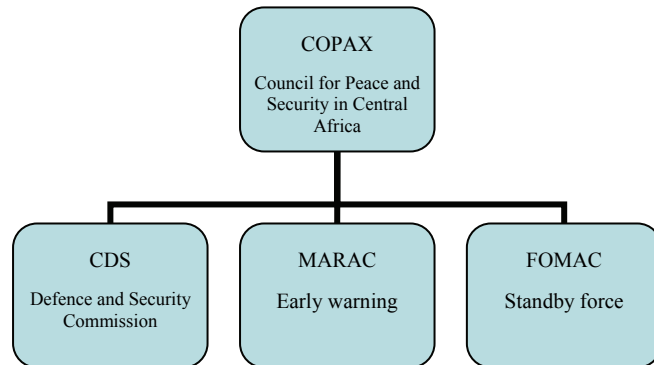 COPAX
Council for Peace and
Security in Central
Africa
CDS
Defence and Security
Commission
MARAC
Early warning
FOMAC
Standby force